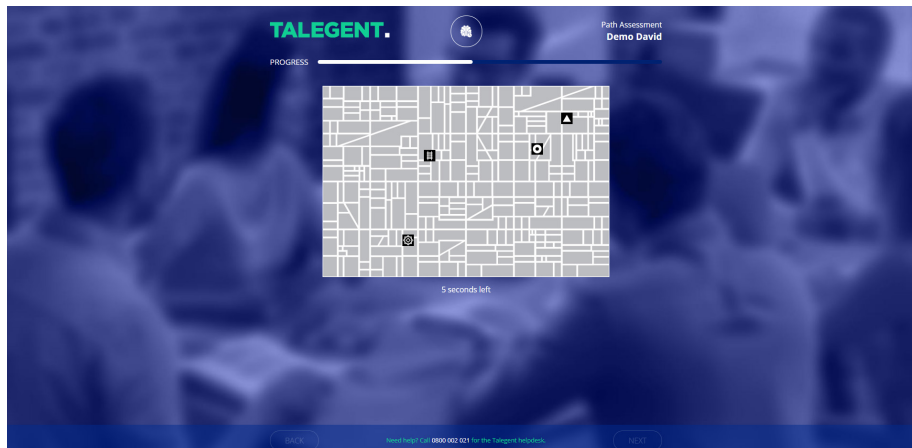 TALEGENT.
Path Assessment
Demo David
PROGRESS
5 seconds left
BACK
Need help? Call 0800 002 021 for the Talegent helpdesk.
NEXT